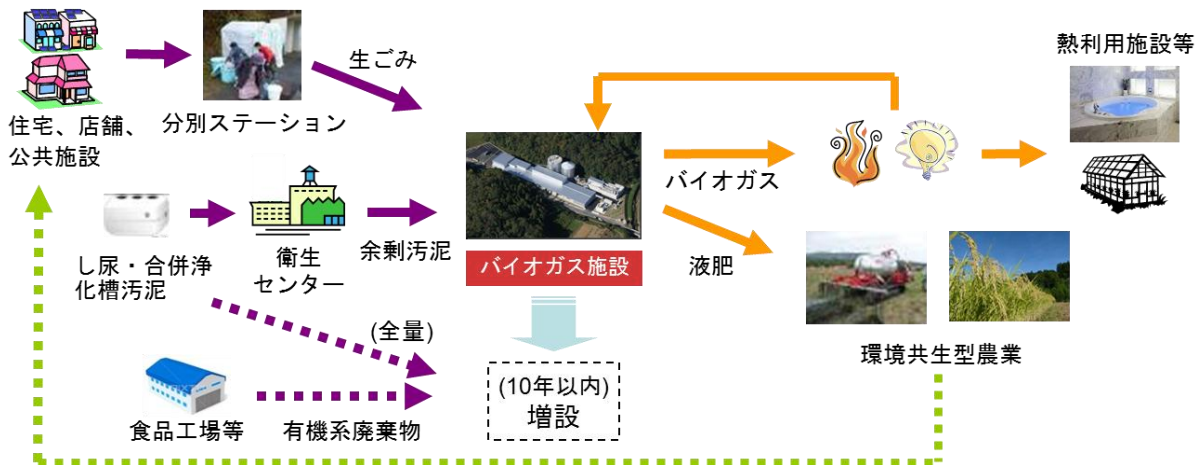 生ごみ
熱利用施設等
住宅、店舗、
公共施設
分別ステーション
バイオガス
し尿・合併浄
化槽汚泥
衛生
センター
余剰汚泥
バイオガス施設
液肥
(全量)
環境共生型農業
(10年以内)
増設
食品工場等
有機系廃棄物